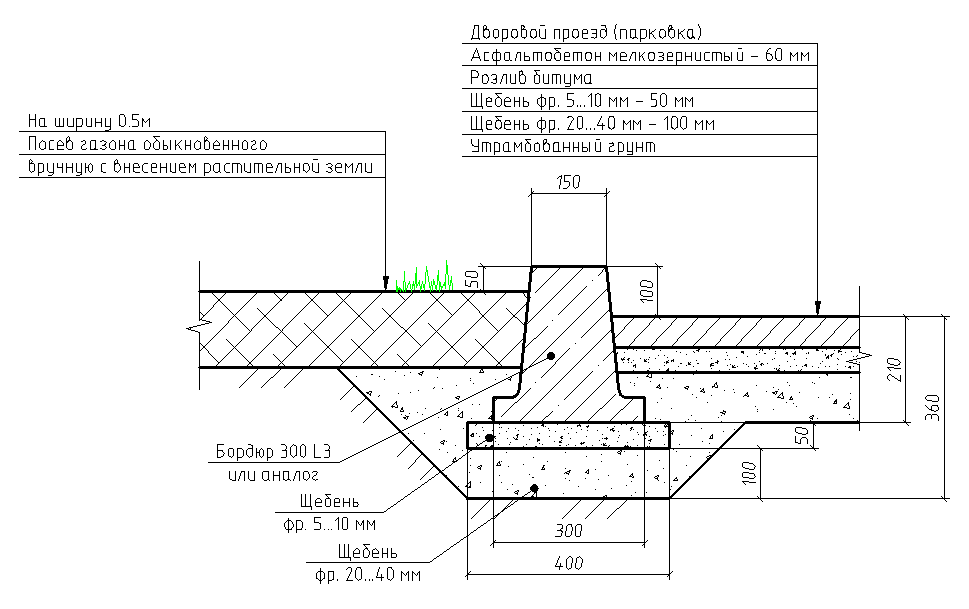 Дворовой проезд (парковка)
Асфальтобетон мелкозернистый – 60 мм
Розлив битума
Щебень фр. 5...10 мм – 50 мм
Щебень фр. 20...40 мм – 100 мм
Утрамбованный грунт
На ширину 0.5м
Посев газона обыкновенного
вручную с внесением растительной земли
150
50
100
210
360
50
100
Бордюр 300 L3
или аналог
Щебень
фр. 5...10 мм
Щебень
фр. 20...40 мм
300
400